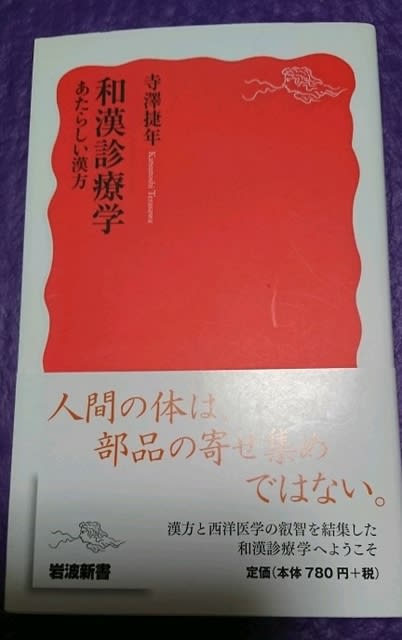 寺澤捷年
Katsutoshi Terasawa
和漢診療学
あたらしい漢方
人間の体は、
部品の寄せ集め
ではない。
漢方と西洋医学の叡智を結集した
和漢診療学へようこそ
岩波新書
定価(本体780円+税)